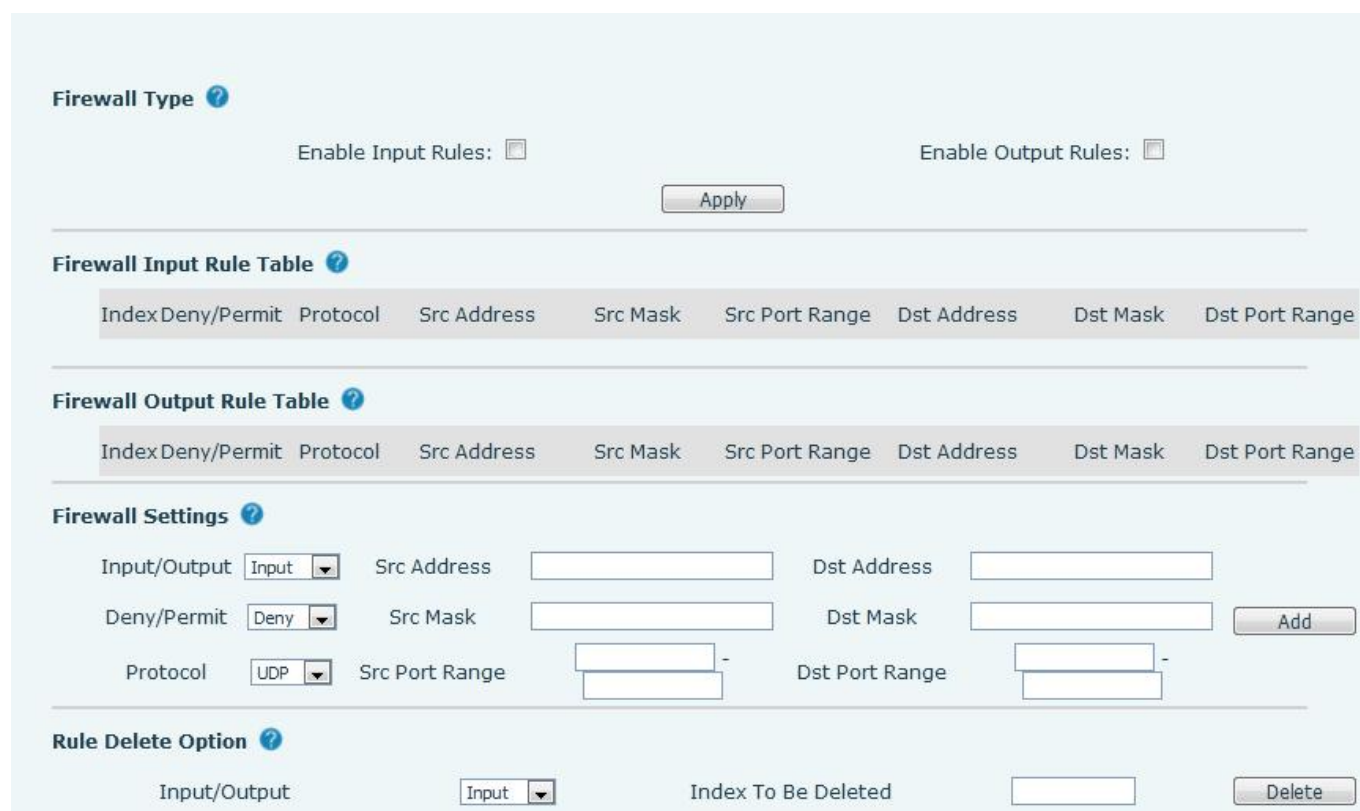 Firewall Type ?
Enable Input Rules: Enable Output Rules:
Apply
Firewall Input Rule Table ?
Index Deny/Permit Protocol Src Address Src Mask Src Port Range Dst Address Dst Mask Dst Port Range
Firewall Output Rule Table ?
Index Deny/Permit Protocol Src Address Src Mask Src Port Range Dst Address Dst Mask Dst Port Range
Firewall Settings ?
Input/Output Input Src Address Dst Address
Deny/Permit Deny Src Mask Dst Mask Add
Protocol UDP Src Port Range - Dst Port Range -
Rule Delete Option ?
Input/Output Input Index To Be Deleted Delete